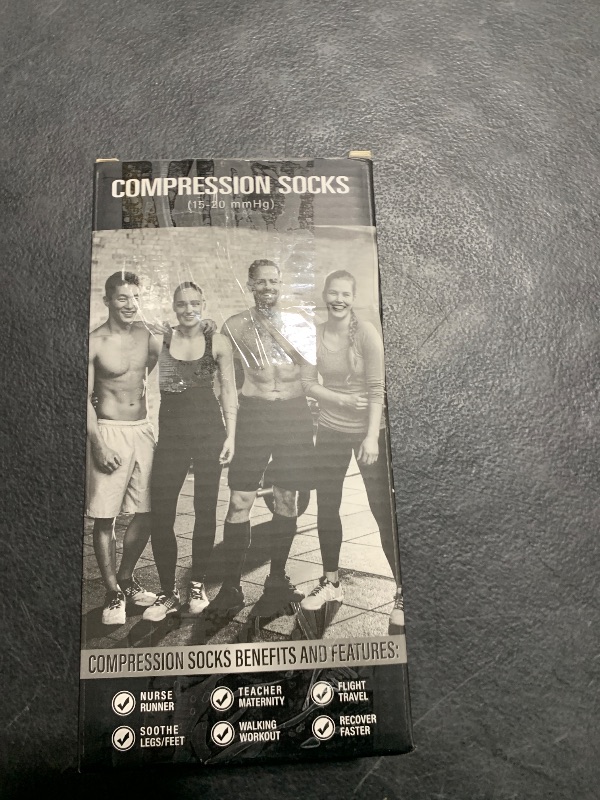 COMPRESSION SOCKS
(15-20 mmHg)
COMPRESSION SOCKS BENEFITS AND FEATURES:
NURSE
RUNNER
TEACHER
MATERNITY
FLIGHT
TRAVEL
SOOTHE
LEGS/FEET
WALKING
WORKOUT
RECOVER
FASTER